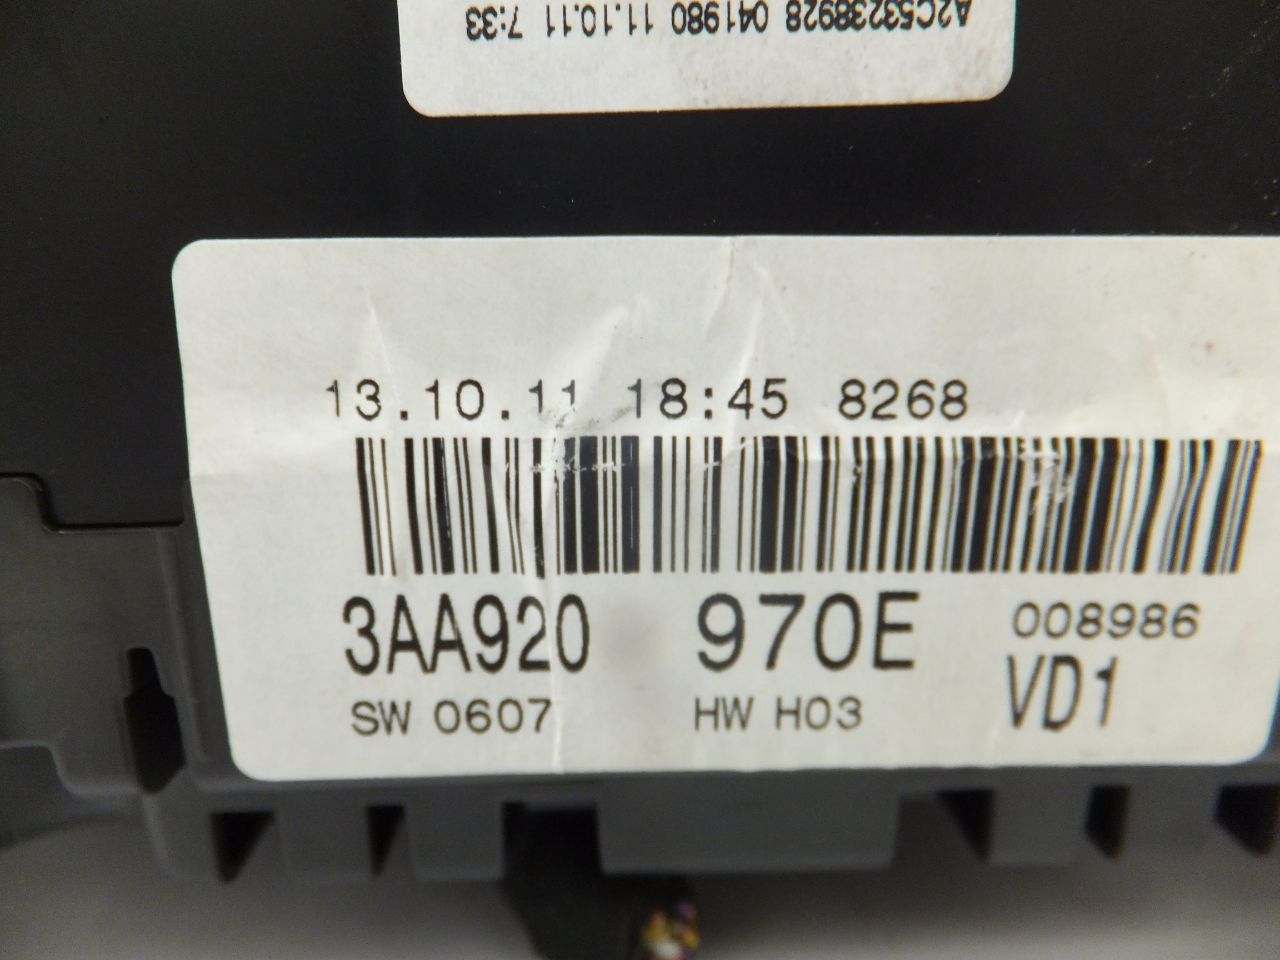 A2C53238928 041980 11.10.11 7:33
13.10.11 18:45 8268
3AA920 970E 008986
SW 0607 HW H03 VD1